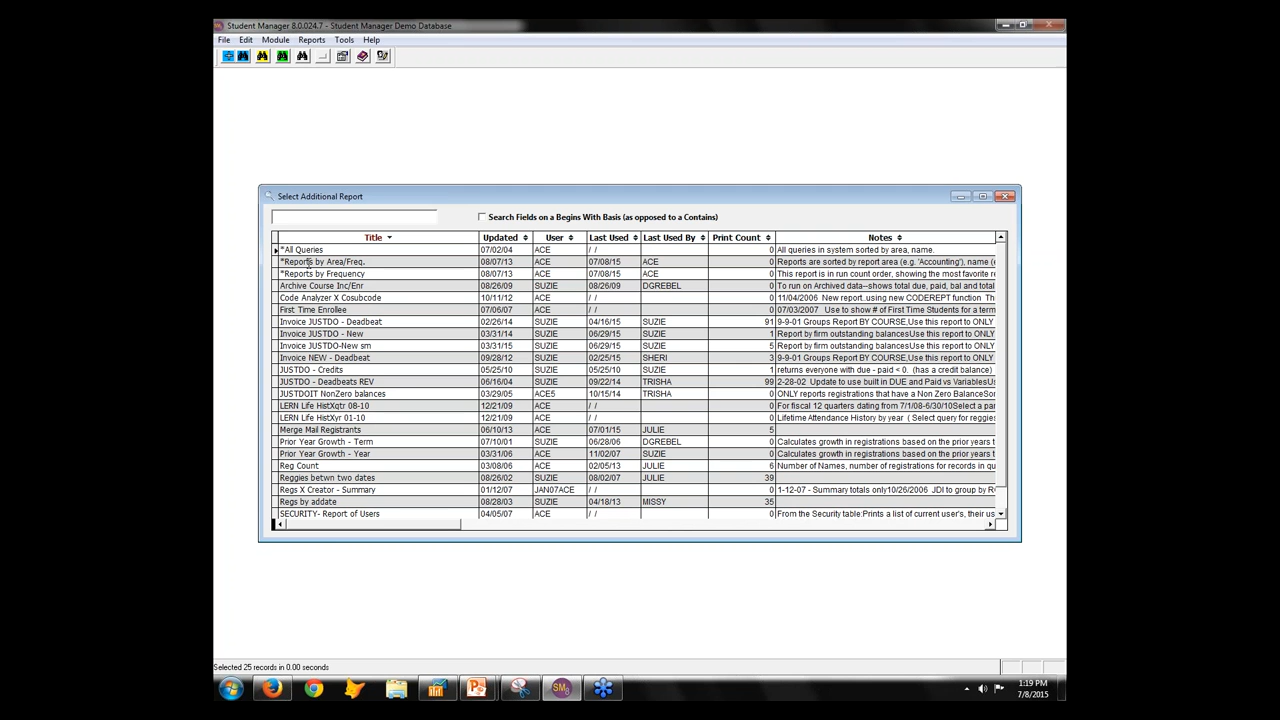 Student Manager 8.0.024.7 - Student Manager Demo Database
File Edit Module Reports Tools Help
Select Additional Report
Search Fields on a Begins With Basis (as opposed to a Contains)
Title Updated User Last Used Last Used By Print Count Notes
*All Queries 07/02/04 ACE / / 0 All queries in system sorted by area, name.
*Reports by Area/Freq. 08/07/13 ACE 07/08/15 ACE 0 Reports are sorted by report area (e.g. 'Accounting'), name (e
*Reports by Frequency 08/07/13 ACE 07/08/15 ACE 0 This report is in run count order, showing the most favorite r
Archive Course Inc/Enr 08/26/09 SUZIE 08/26/09 DGREBEL 0 To run on Archived data--shows total due, paid, bal and total
Code Analyzer X Cosubcode 10/11/12 ACE / / 0 11/04/2006 New report..using new CODEREPT function Th
First Time Enrollee 07/06/07 ACE / / 0 07/03/2007 Use to show # of First Time Students for a term
Invoice JUSTDO - Deadbeat 02/26/14 SUZIE 04/16/15 SUZIE 91 9-9-01 Groups Report BY COURSE,Use this report to ONLY
Invoice JUSTDO - New 03/31/14 SUZIE 06/29/15 SUZIE 1 Report by firm outstanding balancesUse this report to ONLY
Invoice JUSTDO-New sm 03/31/15 SUZIE 06/29/15 SUZIE 5 Report by firm outstanding balancesUse this report to ONLY
Invoice NEW - Deadbeat 09/28/12 SUZIE 02/25/15 SHERI 3 9-9-01 Groups Report BY COURSE,Use this report to ONLY
JUSTDO - Credits 05/25/10 SUZIE 05/25/10 SUZIE 1 returns everyone with due - paid < 0. (has a credit balance)
JUSTDO - Deadbeats REV 06/16/04 SUZIE 09/22/14 TRISHA 99 2-28-02 Update to use built in DUE and Paid vs VariablesUs
JUSTDOIT NonZero balances 03/29/05 ACE5 10/15/14 TRISHA 0 ONLY reports registrations that have a Non Zero BalanceSor
LERN Life HistXqtr 08-10 12/21/09 ACE / / 0 For fiscal 12 quarters dating from 7/1/08-6/30/10Select a pa
LERN Life HistXyr 01-10 12/21/09 ACE / / 0 Lifetime Attendance History by year ( Select query for reggies
Merge Mail Registrants 06/10/13 ACE 07/01/15 JULIE 5
Prior Year Growth - Term 07/10/01 SUZIE 06/28/06 DGREBEL 0 Calculates growth in registrations based on the prior years t
Prior Year Growth - Year 03/31/06 ACE 11/02/07 SUZIE 0 Calculates growth in registrations based on the prior years t
Reg Count 03/08/06 ACE 02/05/13 JULIE 6 Number of Names, number of registrations for records in qu
Reggies betwn two dates 08/26/02 SUZIE 08/02/07 JULIE 39
Regs X Creator - Summary 01/12/07 JAN07ACE / / 0 1-12-07 - Summary totals only10/26/2006 JDI to group by R
Regs by addate 08/28/03 SUZIE 04/18/13 MISSY 35
SECURITY- Report of Users 04/05/07 ACE / / 0 From the Security table:Prints a list of current user's, their us
Selected 25 records in 0.00 seconds
SM8
1:19 PM
7/8/2015